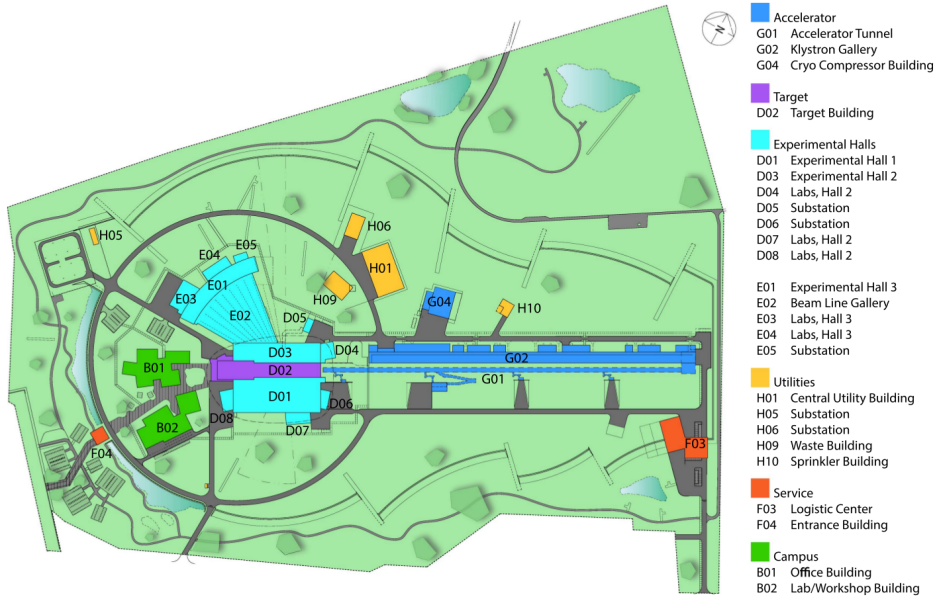 N
H05
H06
E05
E04
H01
E01
E03
H09
G04
E02
H10
D05
D03
D04
G02
B01
D02
G01
D01
D06
B02
D08
D07
F04
F03
Accelerator
G01 Accelerator Tunnel
G02 Klystron Gallery
G04 Cryo Compressor Building
Target
D02 Target Building
Experimental Halls
D01 Experimental Hall 1
D03 Experimental Hall 2
D04 Labs, Hall 2
D05 Substation
D06 Substation
D07 Labs, Hall 2
D08 Labs, Hall 2
E01 Experimental Hall 3
E02 Beam Line Gallery
E03 Labs, Hall 3
E04 Labs, Hall 3
E05 Substation
Utilities
H01 Central Utility Building
H05 Substation
H06 Substation
H09 Waste Building
H10 Sprinkler Building
Service
F03 Logistic Center
F04 Entrance Building
Campus
B01 Office Building
B02 Lab/Workshop Building